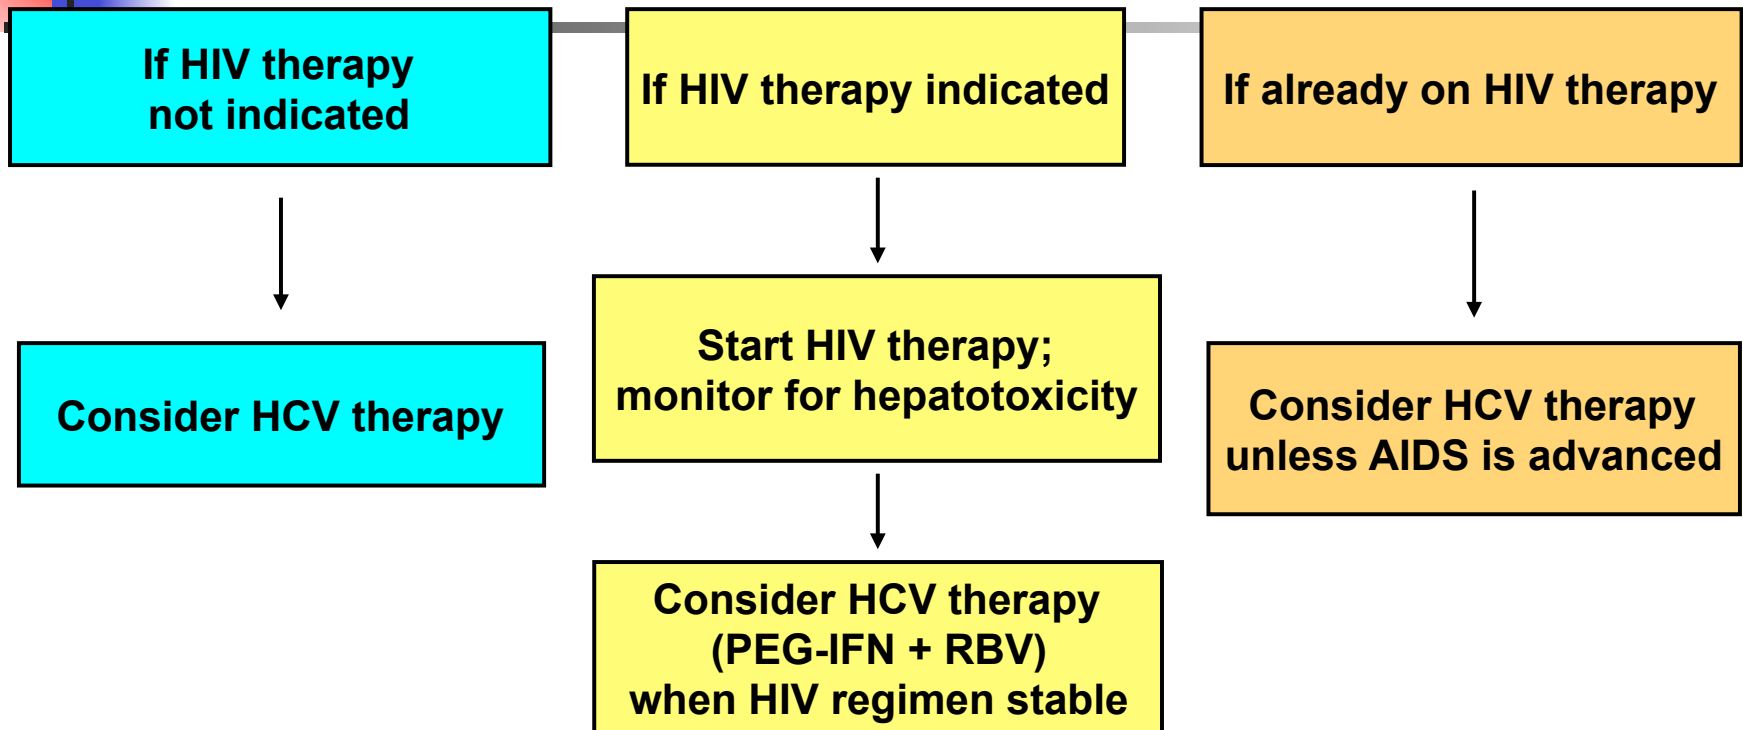 If HIV therapy
not indicated
If HIV therapy indicated
If already on HIV therapy
Consider HCV therapy
Start HIV therapy;
monitor for hepatotoxicity
Consider HCV therapy
unless AIDS is advanced
Consider HCV therapy
(PEG-IFN + RBV)
when HIV regimen stable